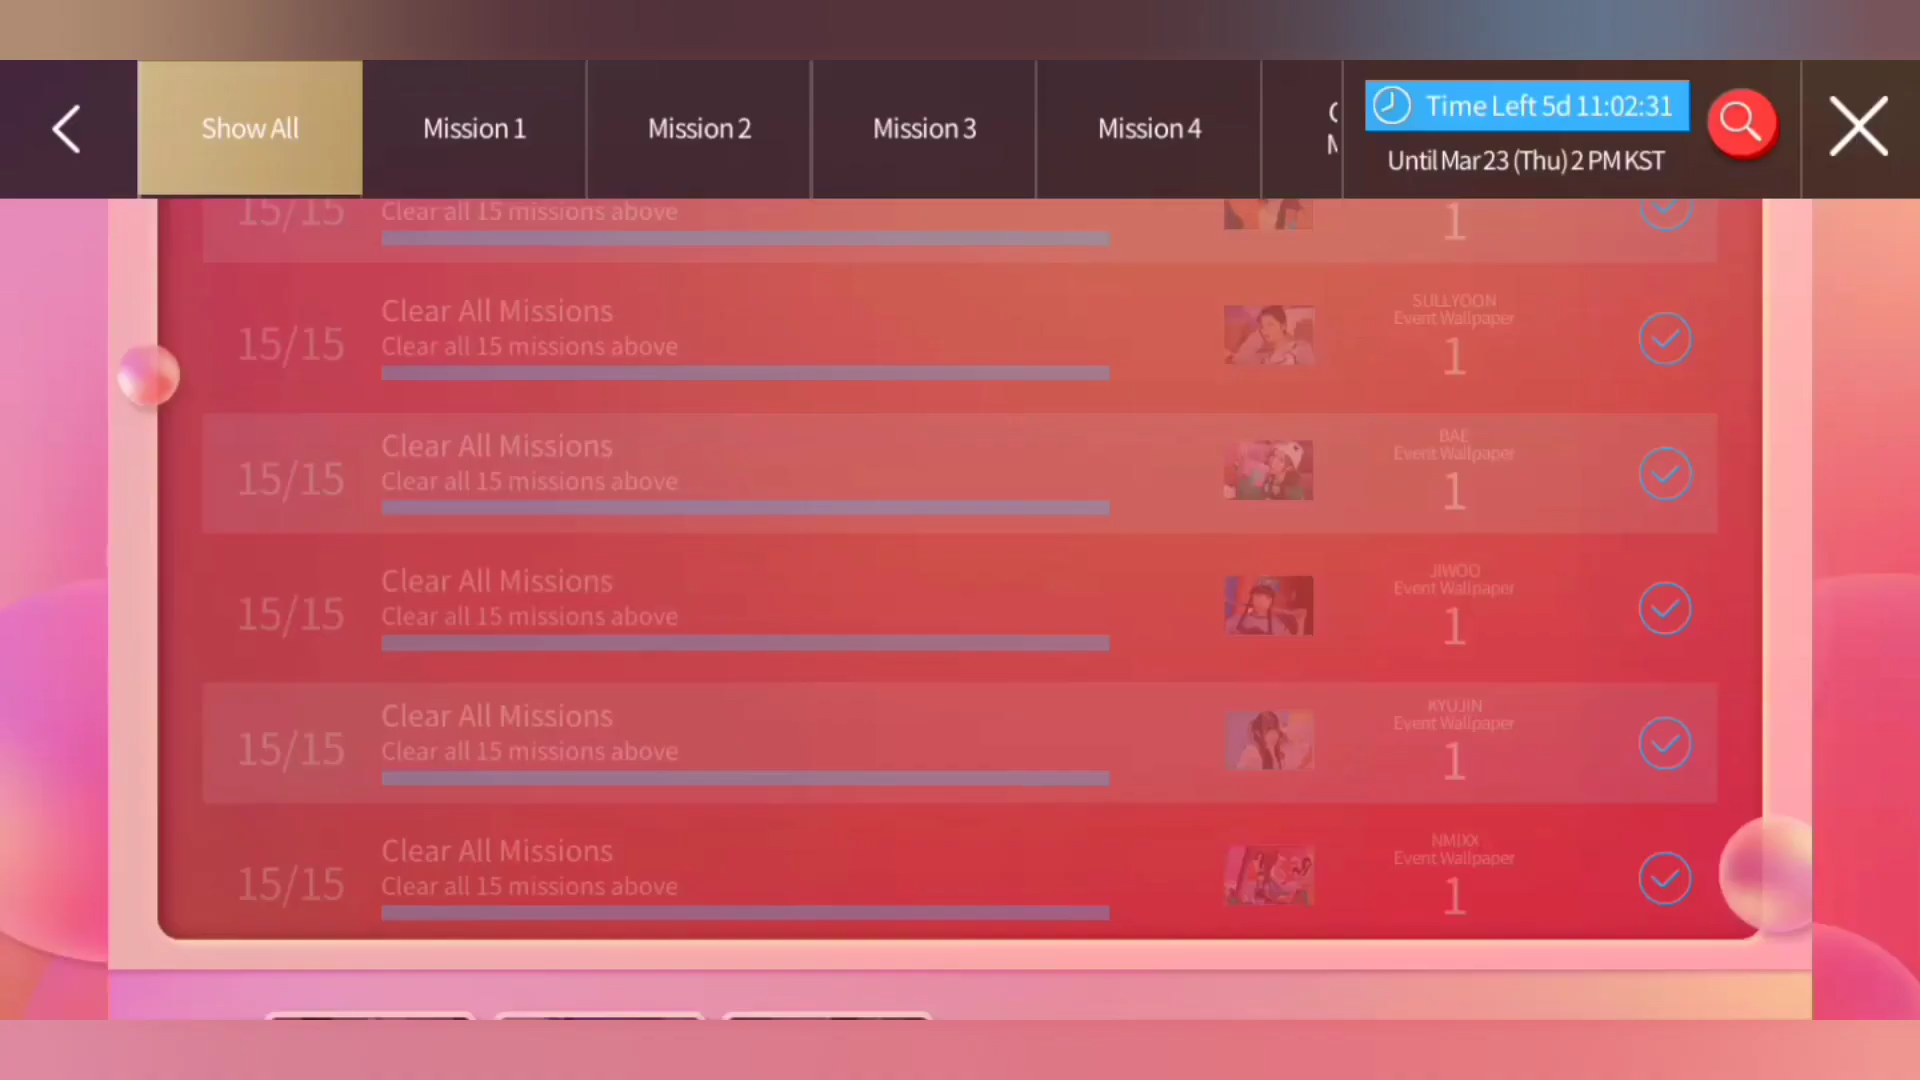 Show All
Mission 1
Mission 2
Mission 3
Mission 4
Time Left 5d 11:02:31
Until Mar 23 (Thu) 2 PM KST
15/15
Clear all 15 missions above
1
Clear All Missions
15/15
Clear all 15 missions above
SULLYOON
Event Wallpaper
1
Clear All Missions
15/15
Clear all 15 missions above
BAE
Event Wallpaper
1
Clear All Missions
15/15
Clear all 15 missions above
JIWOO
Event Wallpaper
1
Clear All Missions
15/15
Clear all 15 missions above
KYUJIN
Event Wallpaper
1
Clear All Missions
15/15
Clear all 15 missions above
NMIXX
Event Wallpaper
1